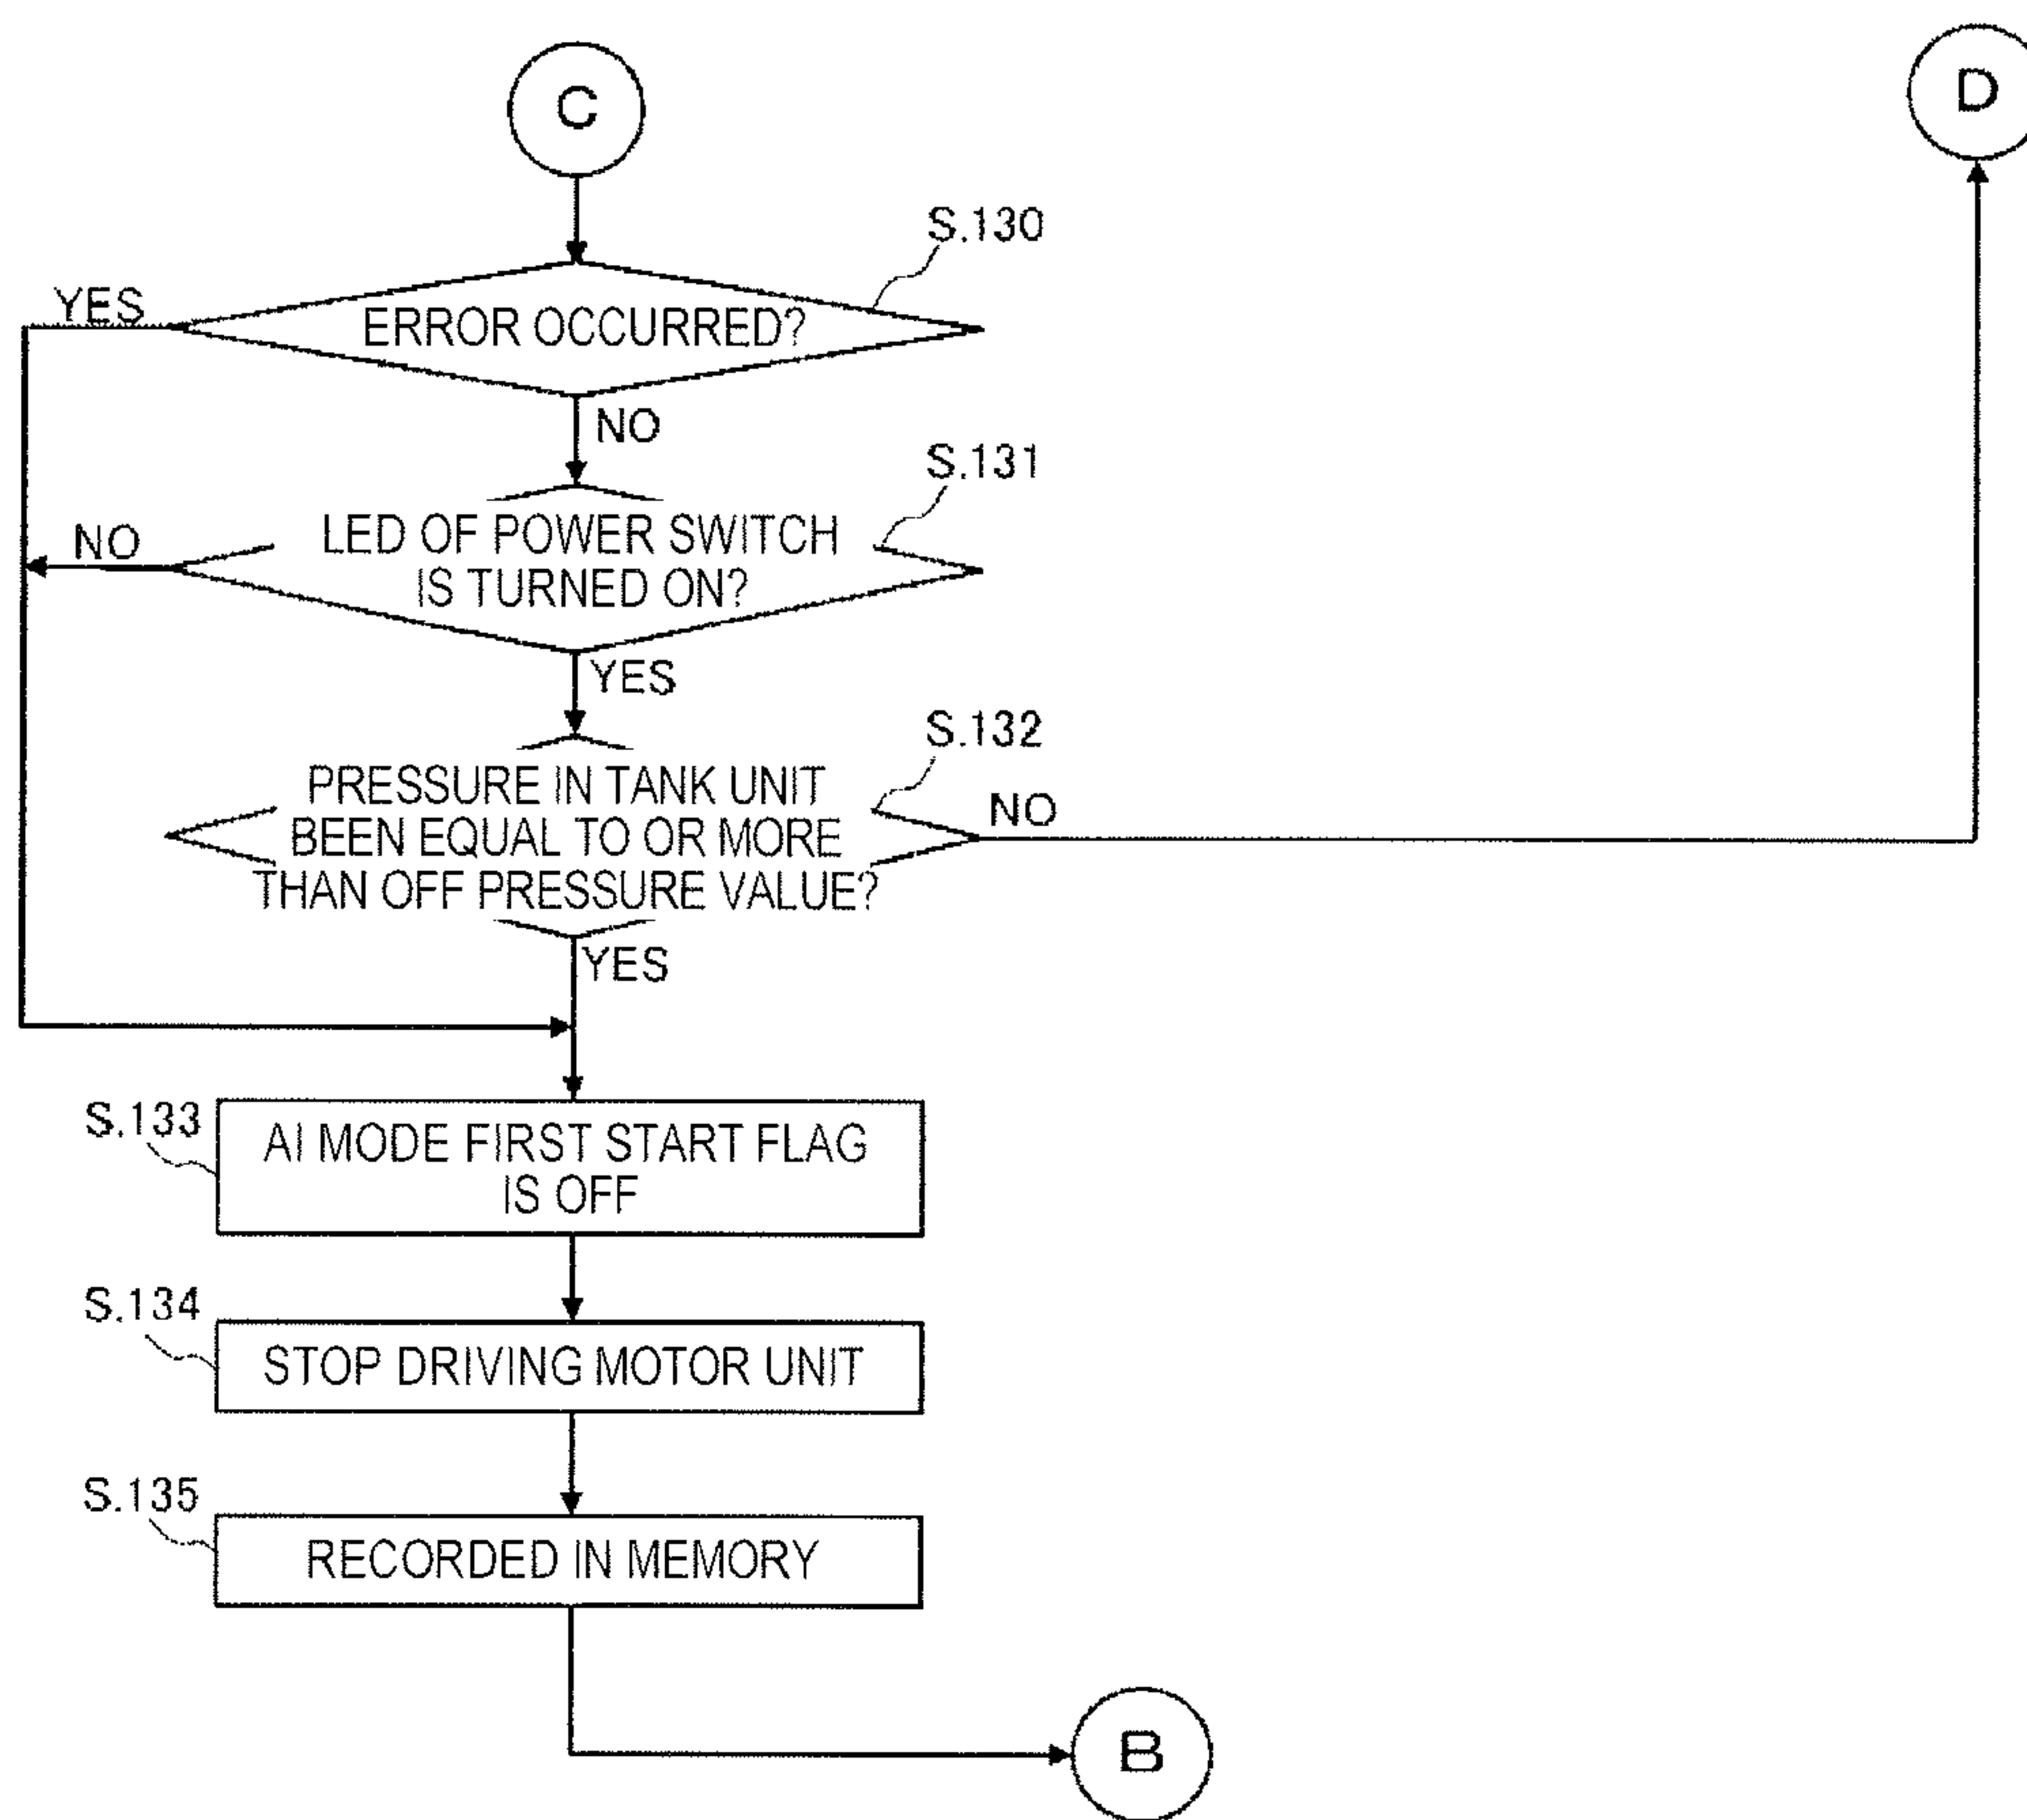 C
D
S.130
YES
ERROR OCCURRED?
NO
S.131
NO
LED OF POWER SWITCH
IS TURNED ON?
YES
S.132
PRESSURE IN TANK UNIT
BEEN EQUAL TO OR MORE
THAN OFF PRESSURE VALUE?
NO
YES
S.133
AI MODE FIRST START FLAG
IS OFF
S.134
STOP DRIVING MOTOR UNIT
S.135
RECORDED IN MEMORY
B